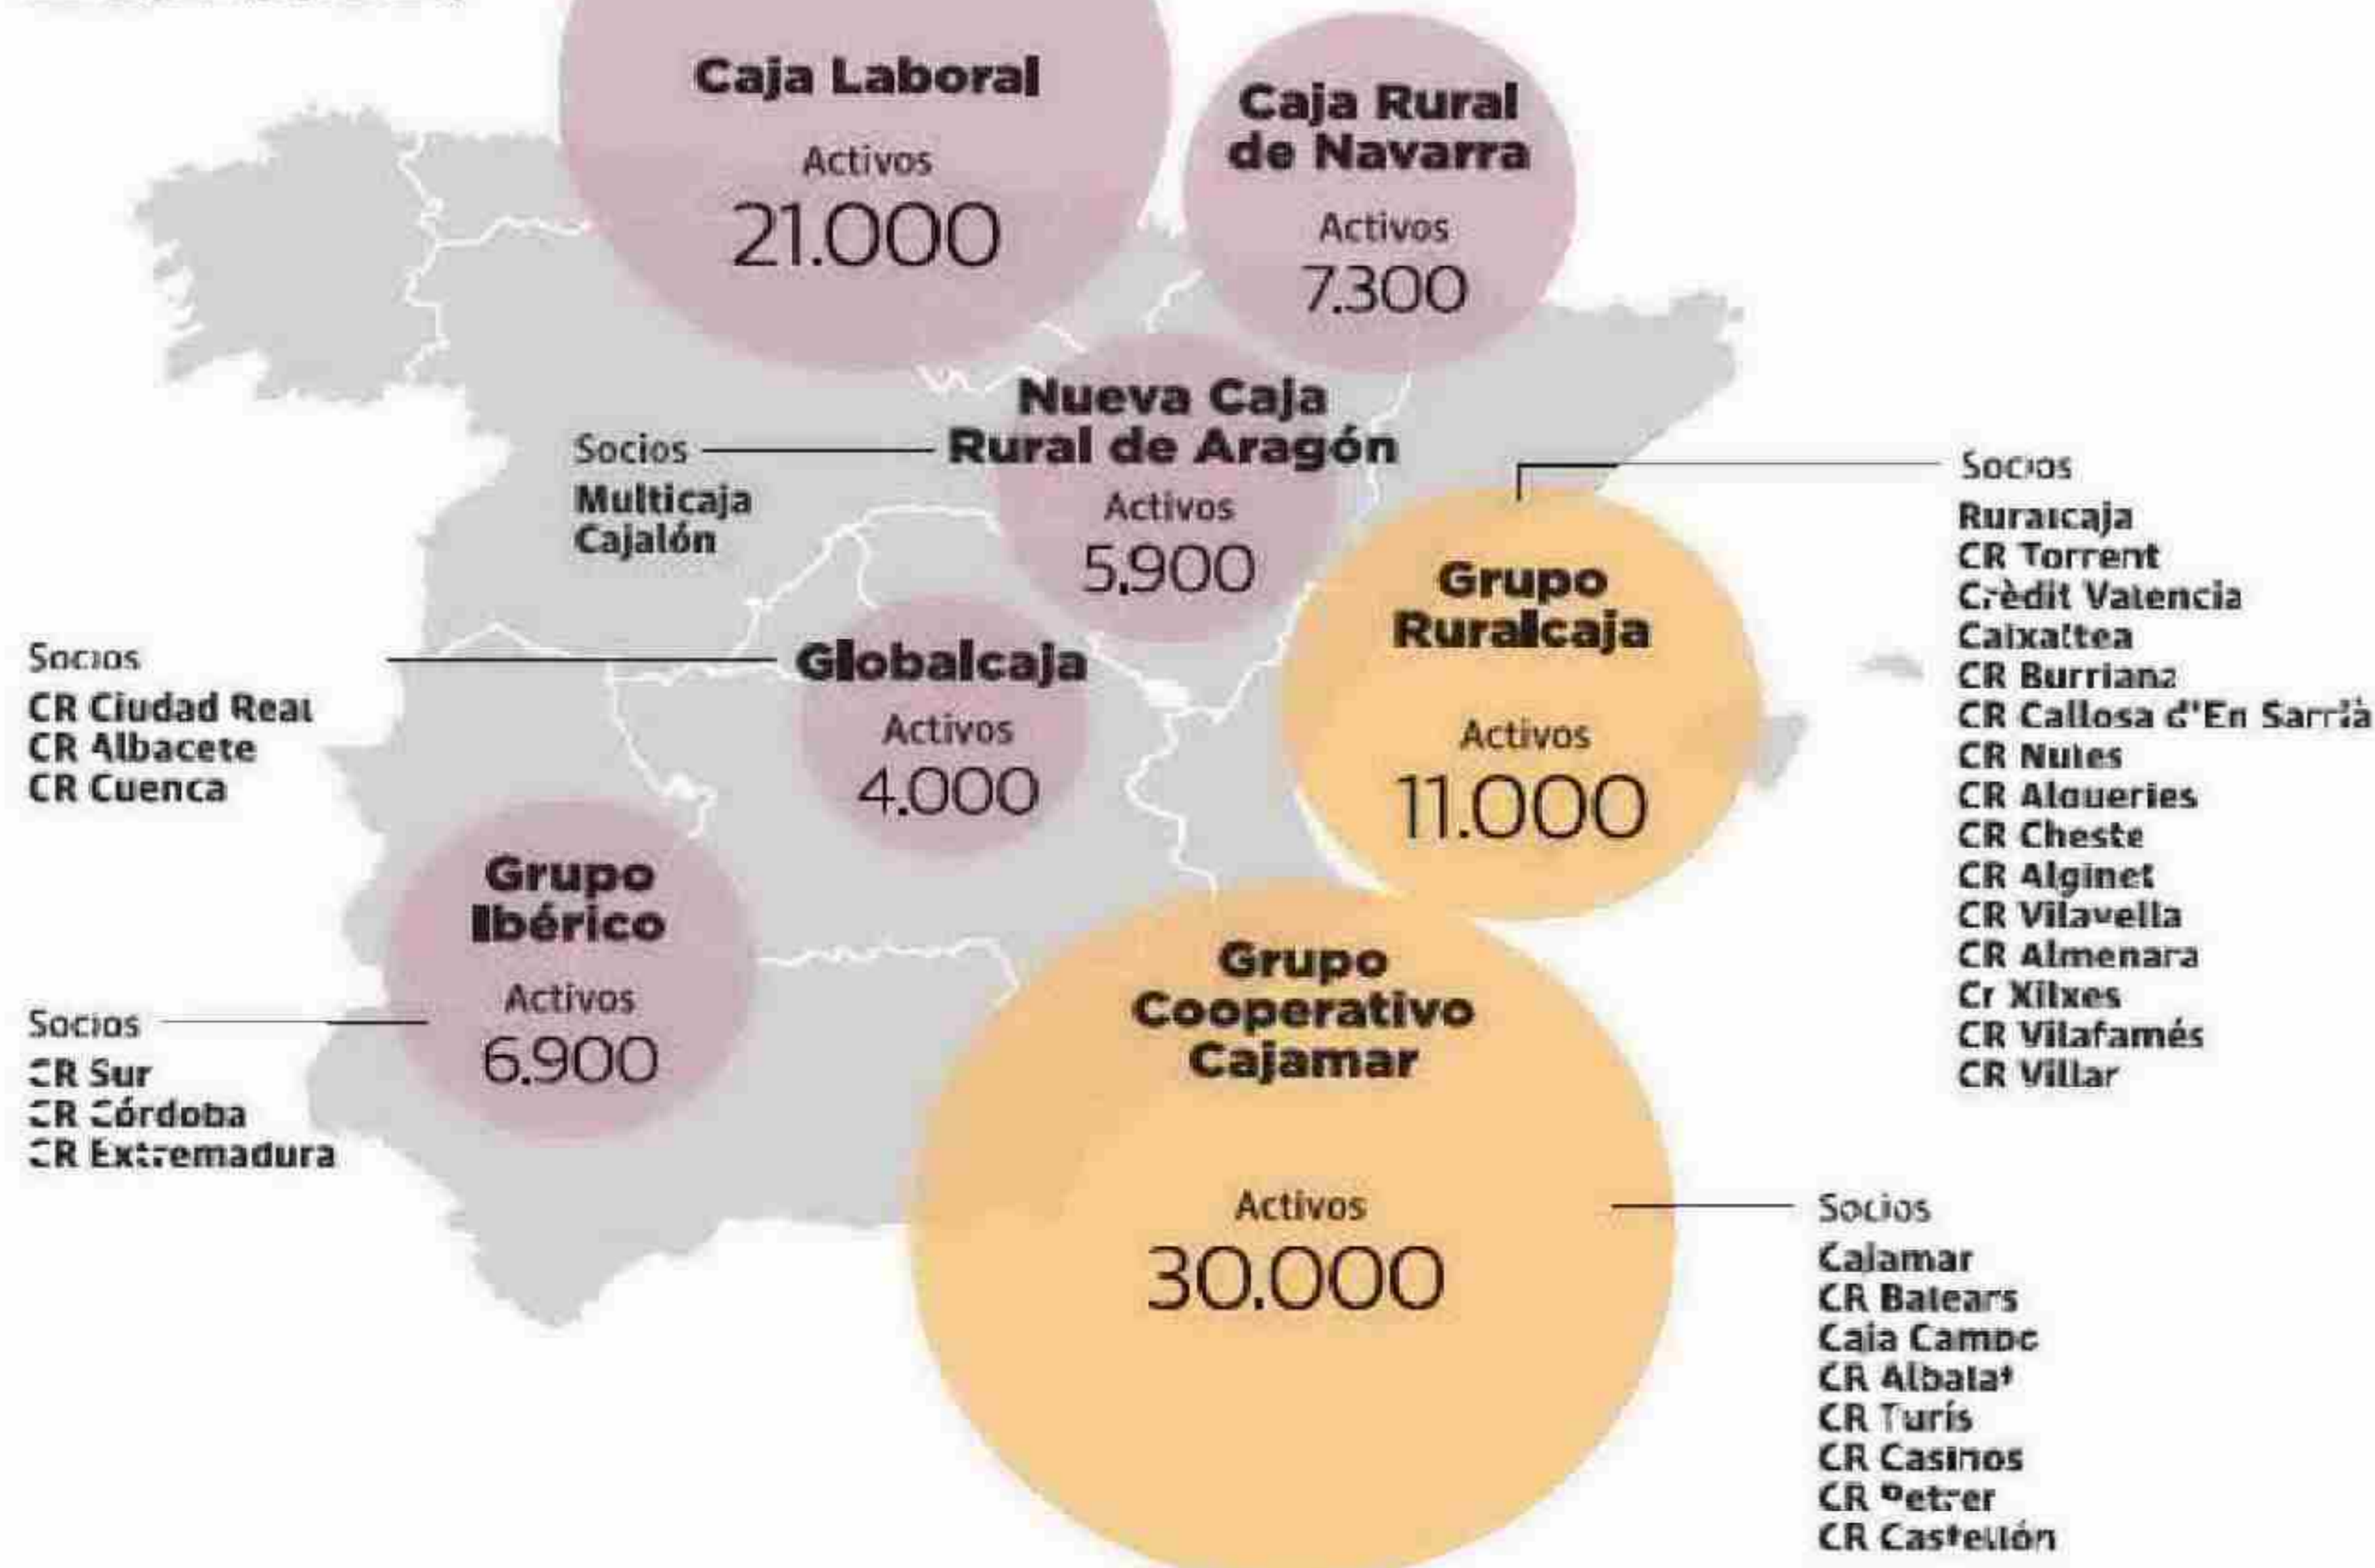 Caja Laboral
Activos
21.000
Caja Rural
de Navarra
Activos
7.300
Nueva Caja
Rural de Aragón
Activos
5.900
Socios
Multicaja
Cajalón
Grupo
Ruralcaja
Activos
11.000
Socios
Ruralcaja
CR Torrent
Crèdit Valencia
Caixaltea
CR Burriana
CR Callosa d'En Sarrià
CR Nules
CR Alqueries
CR Cheste
CR Alginet
CR Vilavella
CR Almenara
Cr Xilxes
CR Vilafamés
CR Villar
Globalcaja
Activos
4.000
Socios
CR Ciudad Real
CR Albacete
CR Cuenca
Grupo
Ibérico
Activos
6.900
Socios
CR Sur
CR Córdoba
CR Extremadura
Grupo
Cooperativo
Cajamar
Activos
30.000
Socios
Cajamar
CR Balears
Caja Campo
CR Albalat
CR Turís
CR Casinos
CR Petrer
CR Castellón